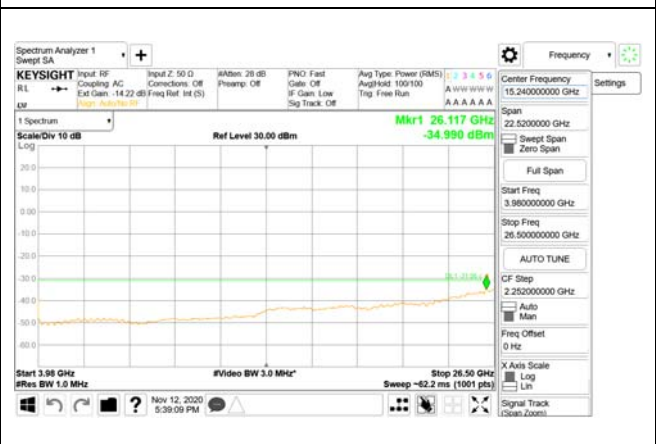 Spectrum Analyzer 1
Swept SA
Frequency
KEYSIGHT
RL
Input: RF
Coupling: AC
Ext Gain: -14.22 dB
Align: Auto/No RF
Input Z: 50 Ω
Corrections: Off
Freq Ref: Int (S)
#Atten: 28 dB
Preamp: Off
PNO: Fast
Gate: Off
IF Gain: Low
Sig Track: Off
Avg Type: Power (RMS)
Avg|Hold: 100/100
Trig: Free Run
1 2 3 4 5 6
A W W W W W
A A A A A A
Center Frequency
15.240000000 GHz
Settings
Span
22.5200000 GHz
Swept Span
Zero Span
Full Span
Start Freq
3.980000000 GHz
Stop Freq
26.500000000 GHz
AUTO TUNE
CF Step
2.252000000 GHz
Auto
Man
Freq Offset
0 Hz
X Axis Scale
Log
Lin
Signal Track
(Span Zoom)
1 Spectrum
Scale/Div 10 dB
Ref Level 30.00 dBm
Mkr1 26.117 GHz
-34.990 dBm
Log
20.0
10.0
0.00
-10.0
-20.0
-30.0
-40.0
-50.0
-60.0
1
Start 3.98 GHz
#Video BW 3.0 MHz*
Stop 26.50 GHz
#Res BW 1.0 MHz
Sweep ~62.2 ms (1001 pts)
?
Nov 12, 2020
5:39:09 PM